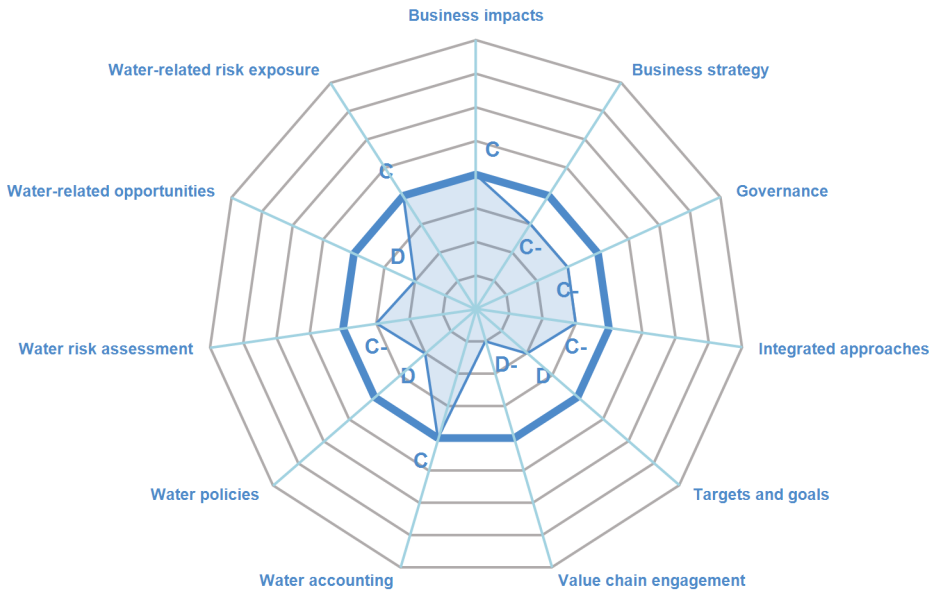 Business impacts
Water-related risk exposure
Business strategy
C
C
Water-related opportunities
Governance
C-
D
C-
Water risk assessment
C-
C-
Integrated approaches
D-
D
D
C
Water policies
Targets and goals
Water accounting
Value chain engagement